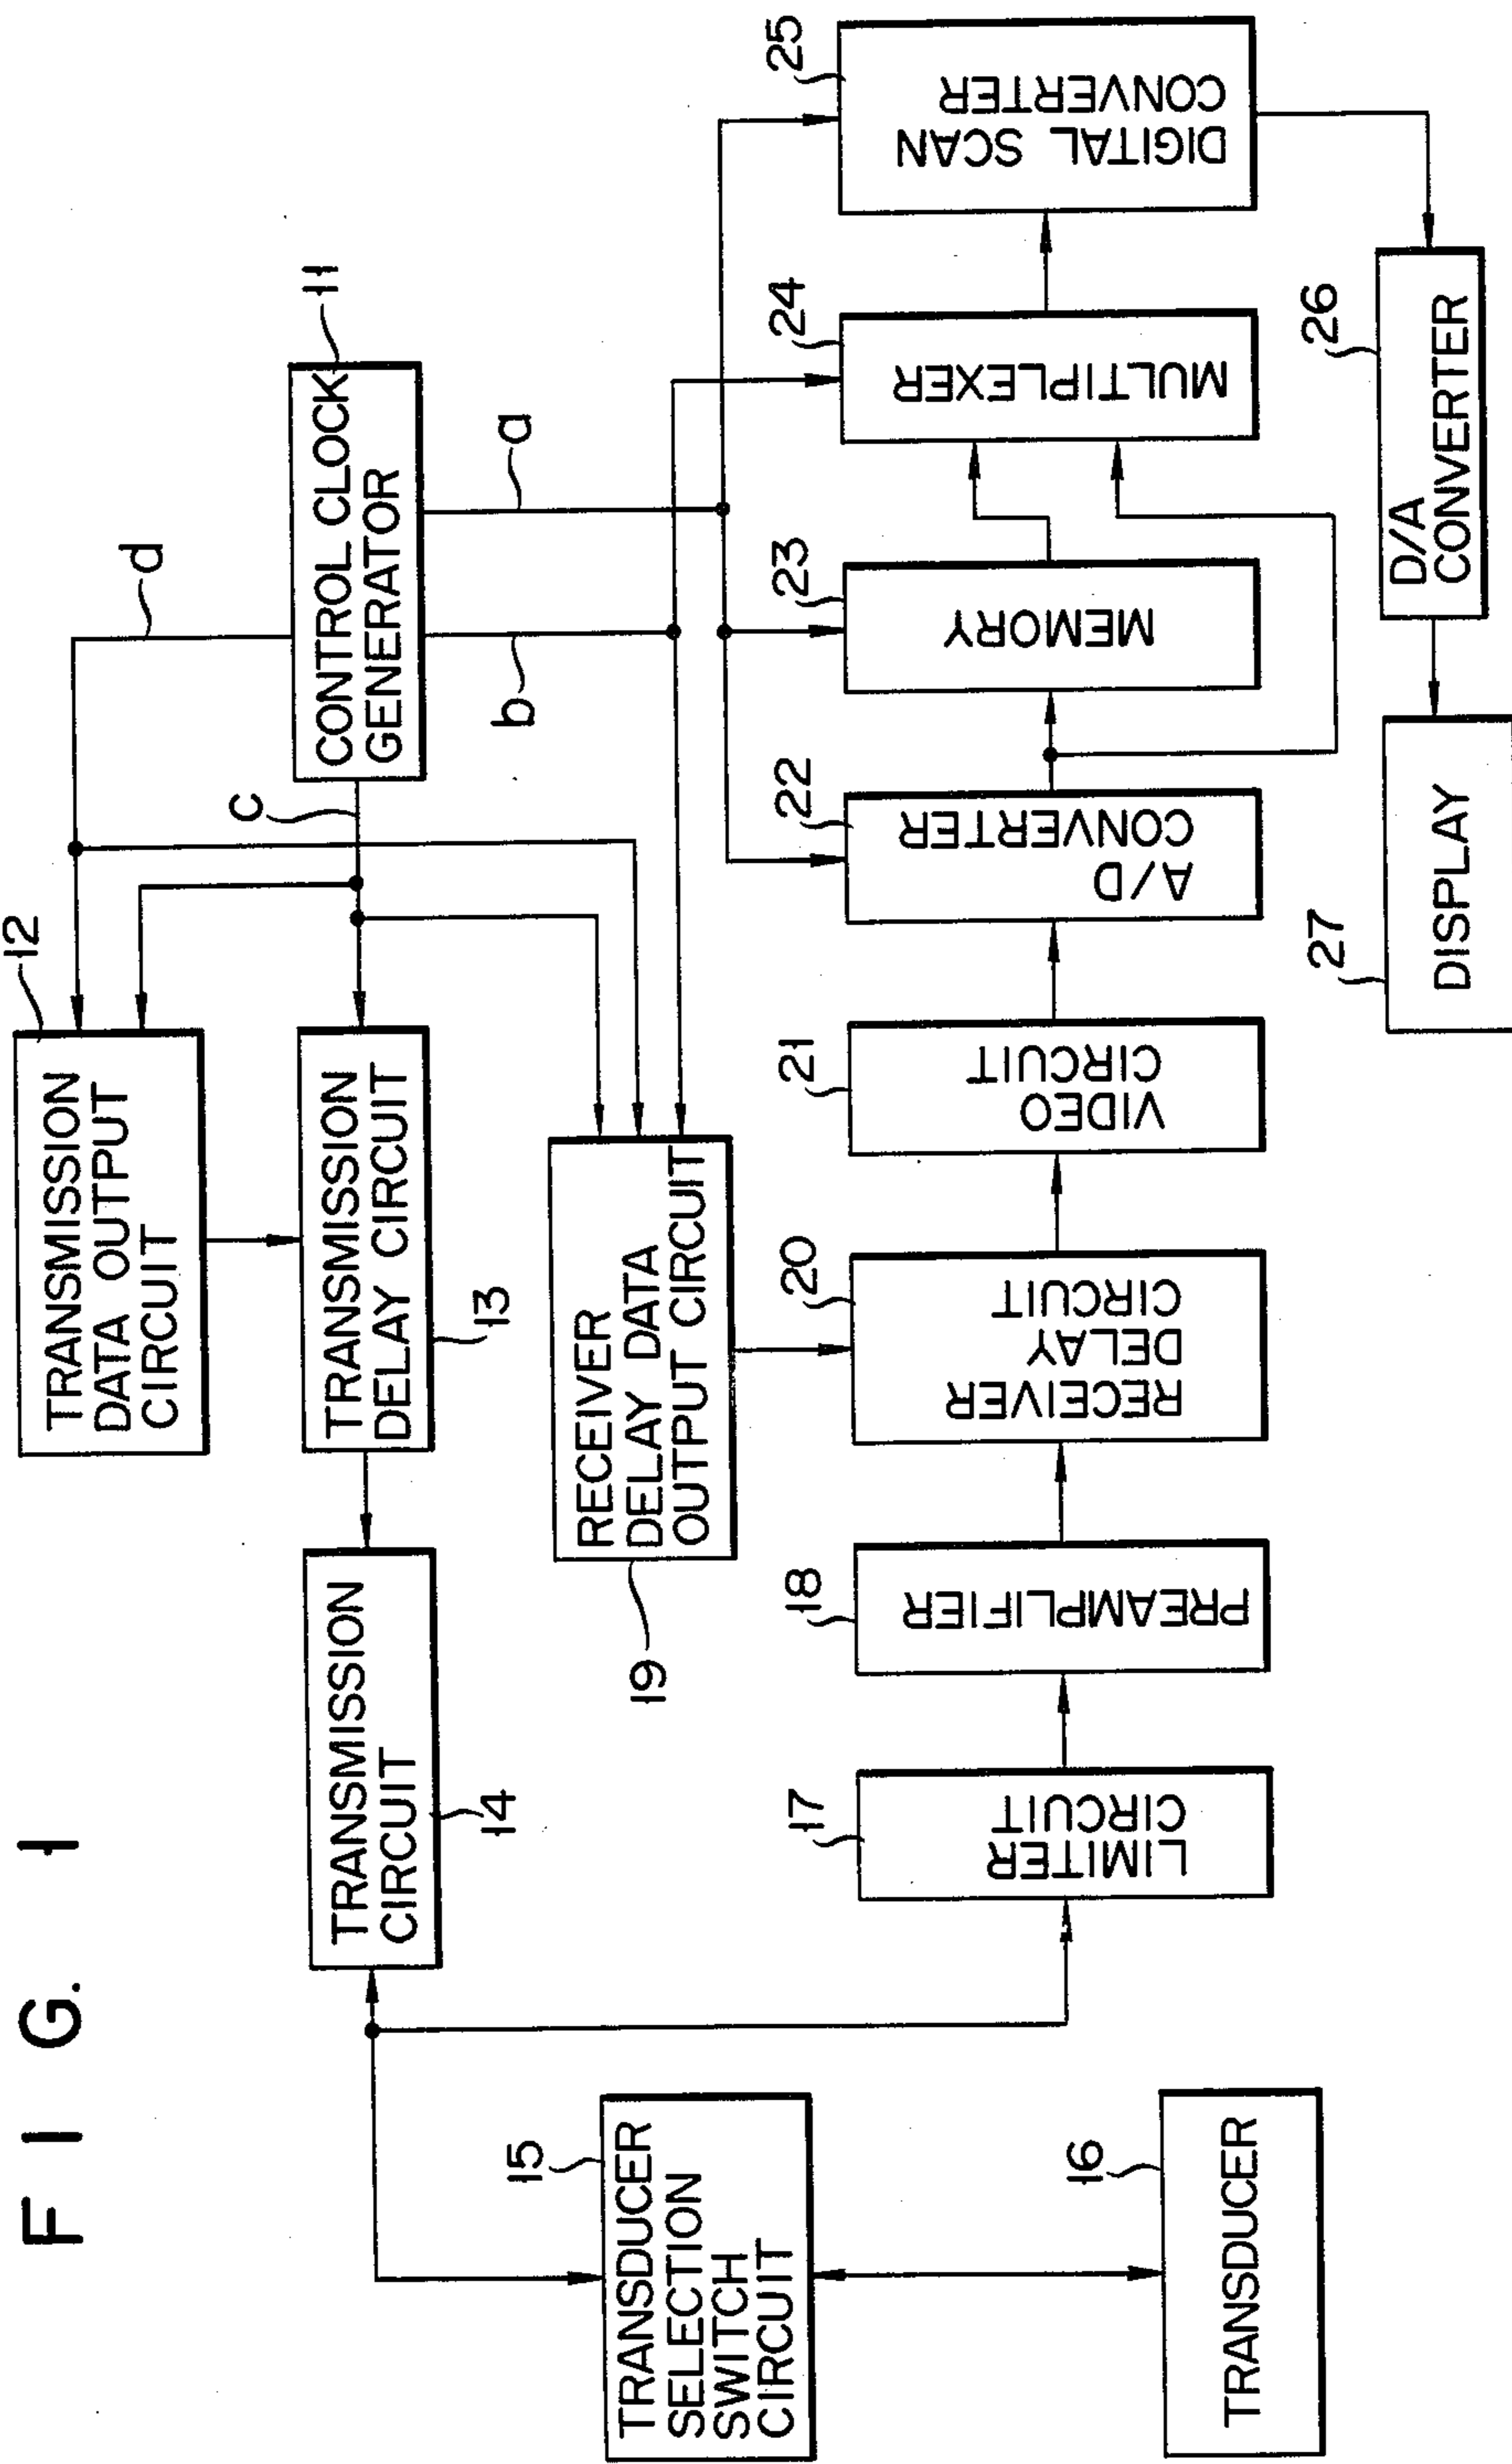 FIG. 1
12
TRANSMISSION
DATA OUTPUT
CIRCUIT
d
11
CONTROL CLOCK
GENERATOR
c
b
a
TRANSMISSION
CIRCUIT
14
TRANSMISSION
DELAY CIRCUIT
13
15
TRANSDUCER
SELECTION
SWITCH
CIRCUIT
19
RECEIVER
DELAY DATA
OUTPUT CIRCUIT
17
LIMITER
CIRCUIT
18
PREAMPLIFIER
20
RECEIVER
DELAY
CIRCUIT
21
VIDEO
CIRCUIT
22
A/D
CONVERTER
23
MEMORY
24
MULTIPLEXER
25
DIGITAL SCAN
CONVERTER
16
TRANSDUCER
27
DISPLAY
26
D/A
CONVERTER